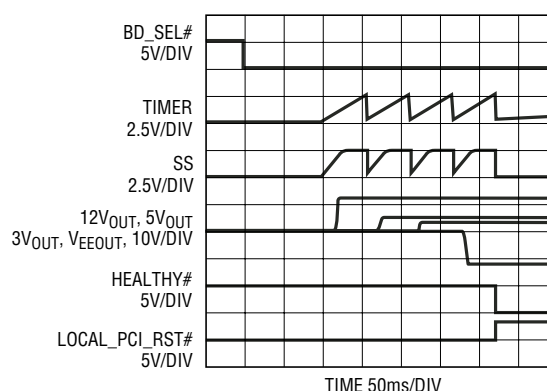 BD_SEL#
5V/DIV
TIMER
2.5V/DIV
SS
2.5V/DIV
12VOUT, 5VOUT
3VOUT, VEEOUT, 10V/DIV
HEALTHY#
5V/DIV
LOCAL_PCI_RST#
5V/DIV
TIME 50ms/DIV